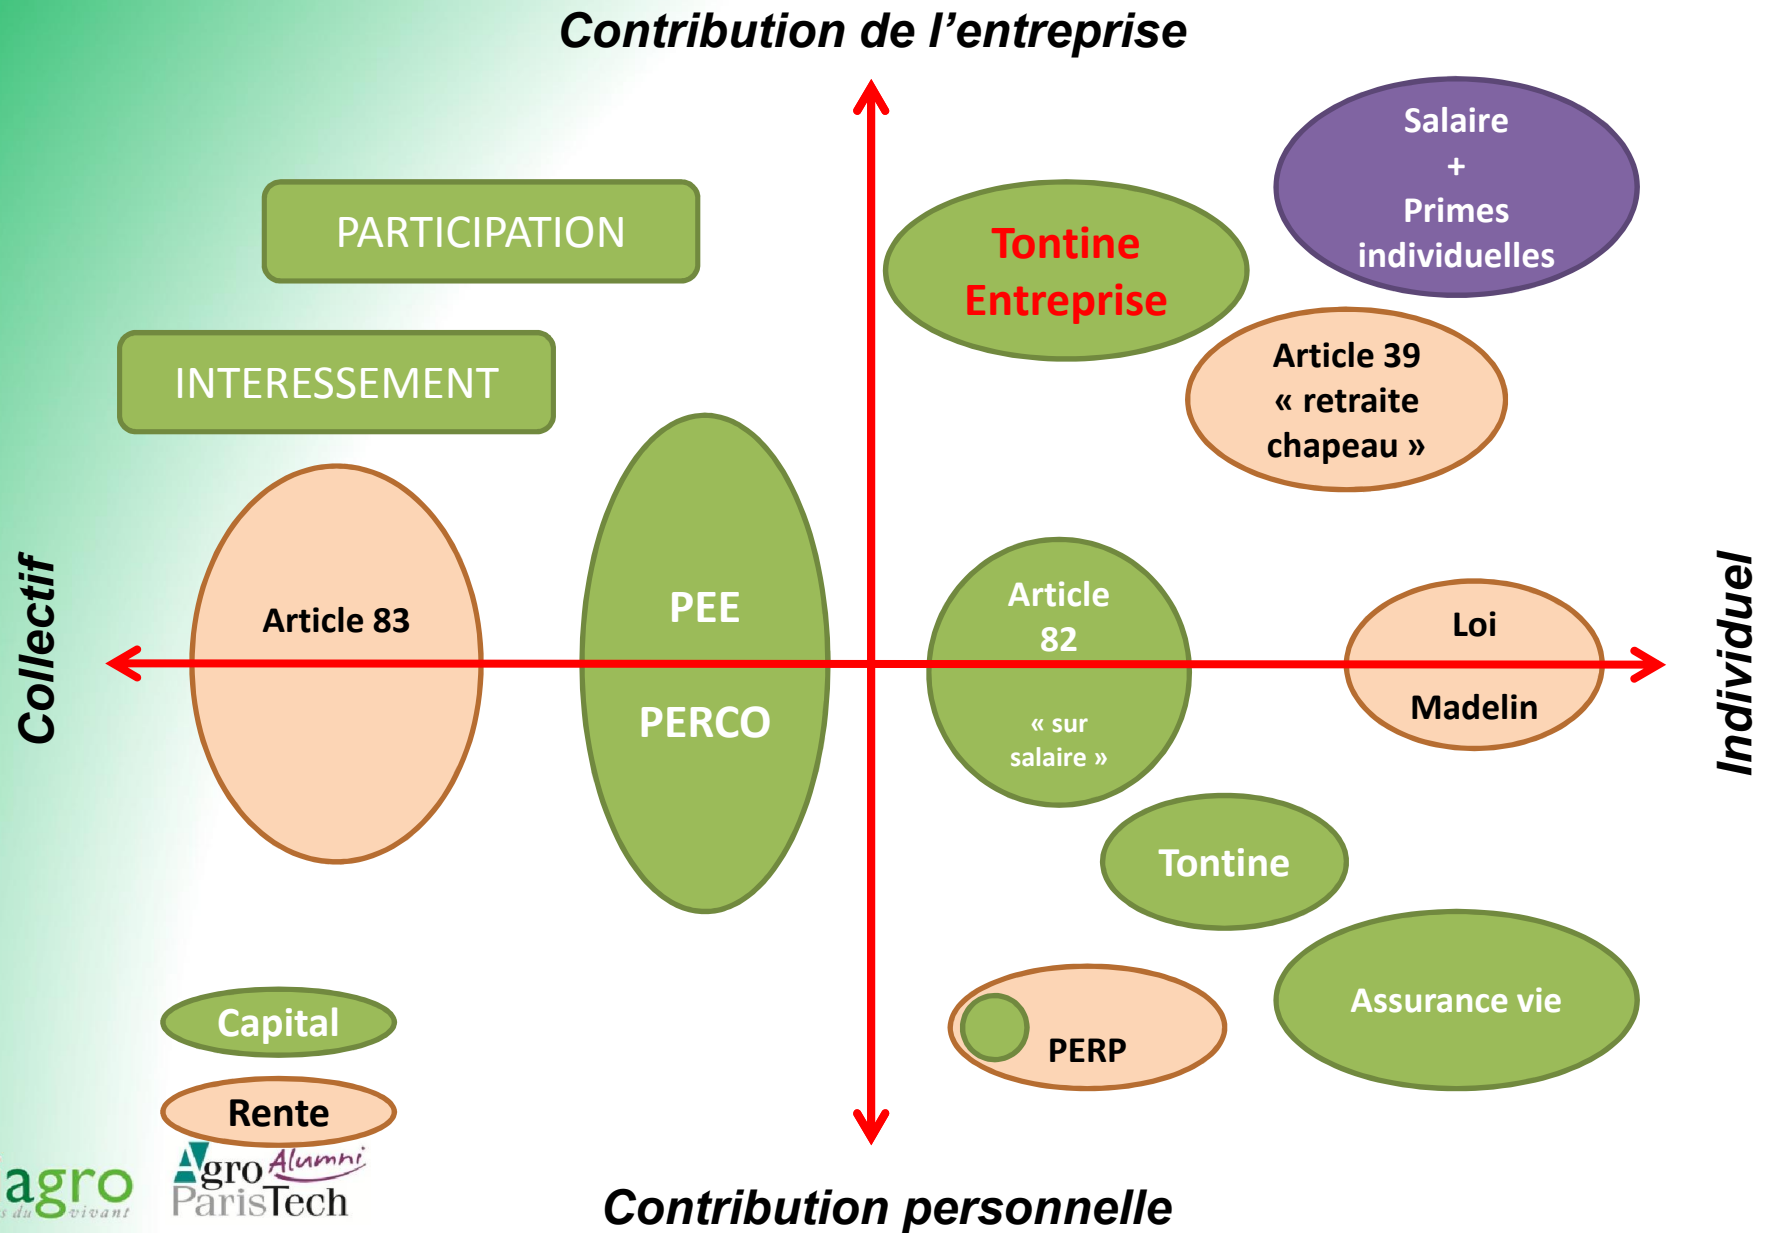 Contribution de l’entreprise
Salaire
+
Primes
individuelles
PARTICIPATION
Tontine
Entreprise
INTERESSEMENT
Article 39
« retraite
chapeau »
Collectif
Article 83
PEE
PERCO
Article
82
« sur
salaire »
Loi
Madelin
Individuel
Tontine
Assurance vie
PERP
Capital
Rente
agro
s du vivant
Agro Alumni
ParisTech
Contribution personnelle